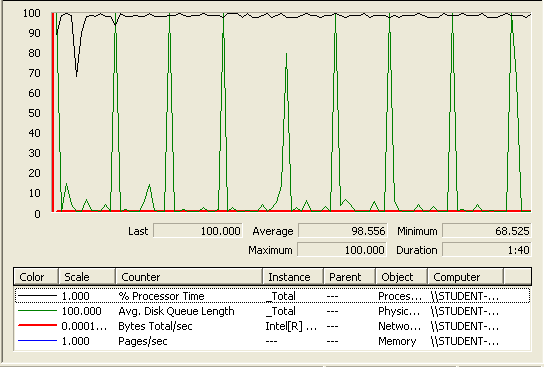 100
90
80
70
60
50
40
30
20
10
0
Last 100.000 Average 98.556 Minimum 68.525
Maximum 100.000 Duration 1:40
Color Scale Counter Instance Parent Object Computer
1.000 % Processor Time _Total --- Proces... \\STUDENT-...
100.000 Avg. Disk Queue Length _Total --- Physic... \\STUDENT-...
0.0001... Bytes Total/sec Intel[R] ... --- Netwo... \\STUDENT-...
1.000 Pages/sec --- --- Memory \\STUDENT-...